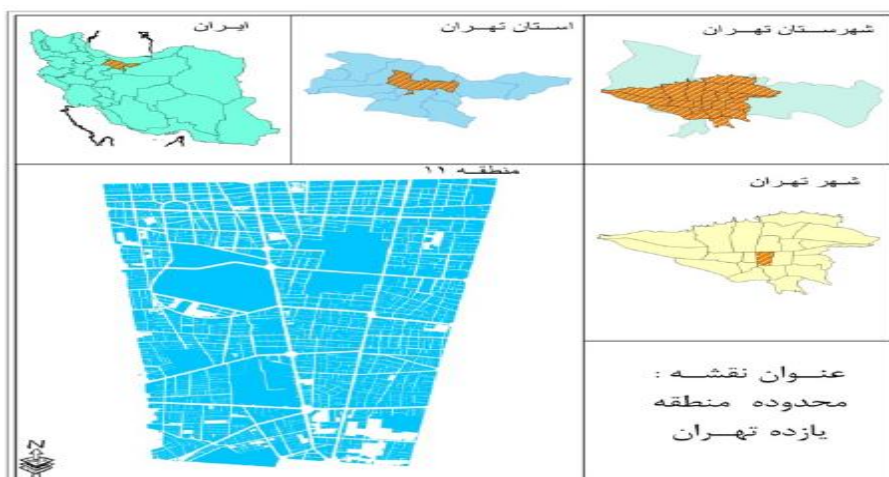 شهرستان تهران
استان تهران
ایران
شهر تهران
منطقه ۱۱
عنوان نقشه :
محدوده منطقه
یازده تهران
N